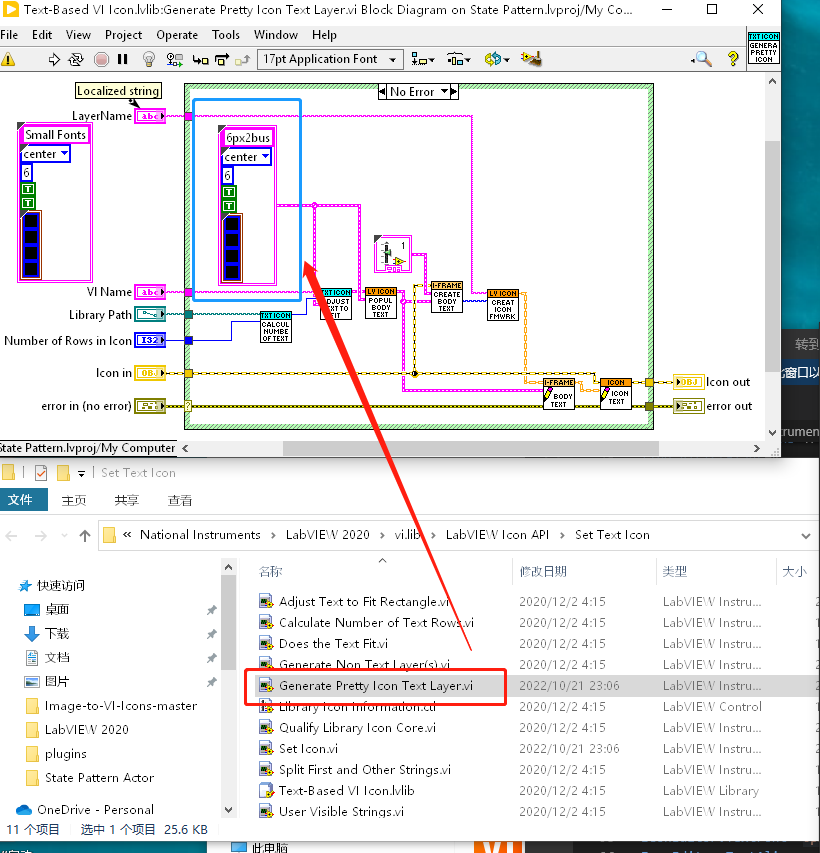 Text-Based VI Icon.lvlib:Generate Pretty Icon Text Layer.vi Block Diagram on State Pattern.lvproj/My Co...
File Edit View Project Operate Tools Window Help
17pt Application Font
TXT ICON
GENERA
PRETTY
ICON
Localized string
No Error
LayerName
abc
Small Fonts
center
6
T
T
6px2bus
center
6
T
T
1
VI Name
abc
Library Path
Number of Rows in Icon
I32
TXT ICON
CALCUL
NUMBE
OF TEXT
TXT ICON
ADJUST
TEXT TO
FIT
LV ICON
POPUL
BODY
TEXT
I-FRAME
CREATE
BODY
TEXT
LV ICON
CREAT
ICON
FMWRK
Icon in
OBJ
error in (no error)
I-FRAME
BODY
TEXT
ICON
ICON
TEXT
OBJ
Icon out
error out
转到
此窗口以
State Pattern.lvproj/My Computer
Set Text Icon
文件 主页 共享 查看
National Instruments LabVIEW 2020 vi.lib LabVIEW Icon API Set Text Icon
名称 修改日期 类型 大小
快速访问
桌面
下载
文档
图片
Image-to-VI-Icons-master
LabVIEW 2020
plugins
State Pattern Actor
OneDrive - Personal
Adjust Text to Fit Rectangle.vi 2020/12/2 4:15 LabVIEW Instru...
Calculate Number of Text Rows.vi 2020/12/2 4:15 LabVIEW Instru...
Does the Text Fit.vi 2020/12/2 4:15 LabVIEW Instru...
Generate Non Text Layer(s).vi 2020/12/2 4:15 LabVIEW Instru...
Generate Pretty Icon Text Layer.vi 2022/10/21 23:06 LabVIEW Instru...
Library Icon Information.ctl 2020/12/2 4:15 LabVIEW Control
Qualify Library Icon Core.vi 2020/12/2 4:15 LabVIEW Instru...
Set Icon.vi 2022/10/21 23:06 LabVIEW Instru...
Split First and Other Strings.vi 2020/12/2 4:15 LabVIEW Instru...
Text-Based VI Icon.lvlib 2020/12/2 4:15 LabVIEW Library
User Visible Strings.vi 2020/12/2 4:15 LabVIEW Instru...
11 个项目 选中 1 个项目 25.6 KB
此电脑